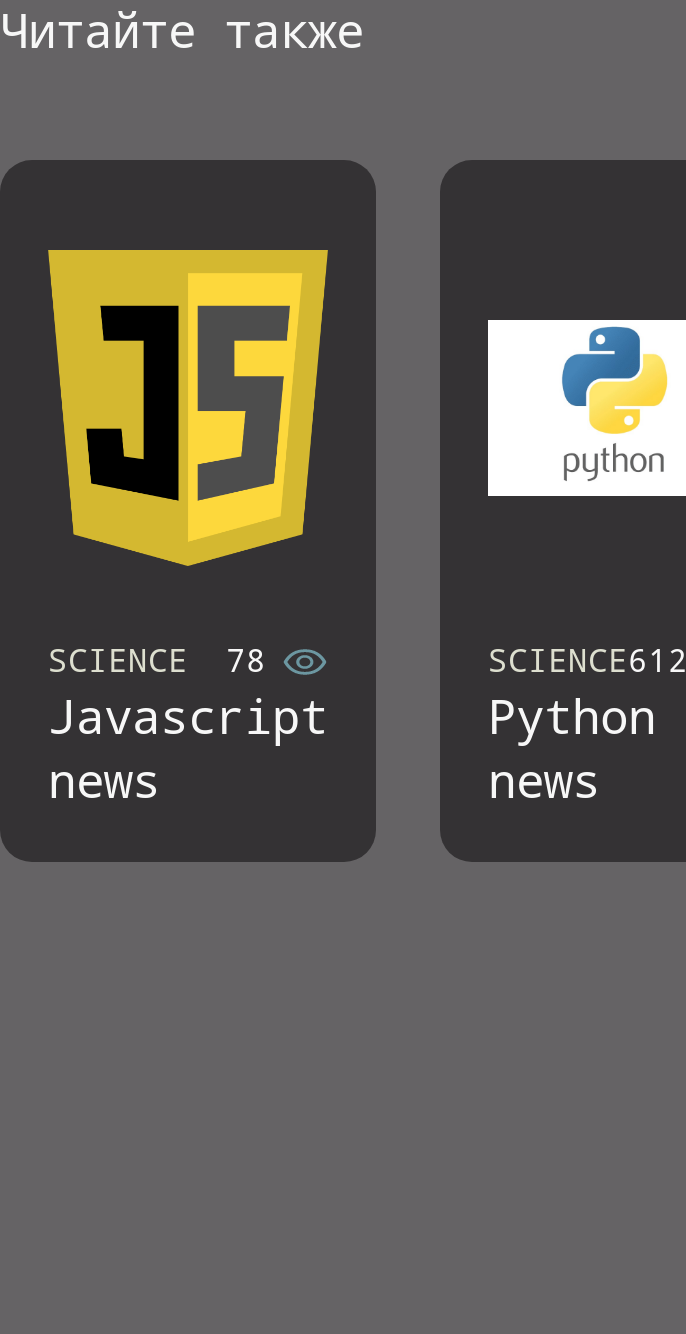 Читайте также
JS
python
SCIENCE 78
Javascript
news
SCIENCE612
Python
news